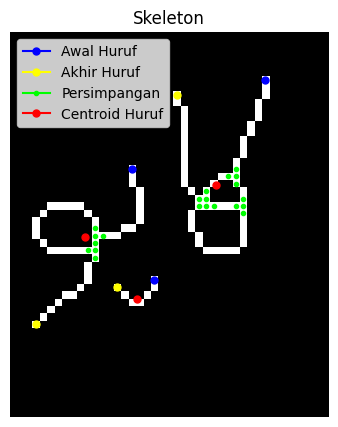 Skeleton
Awal Huruf
Akhir Huruf
Persimpangan
Centroid Huruf